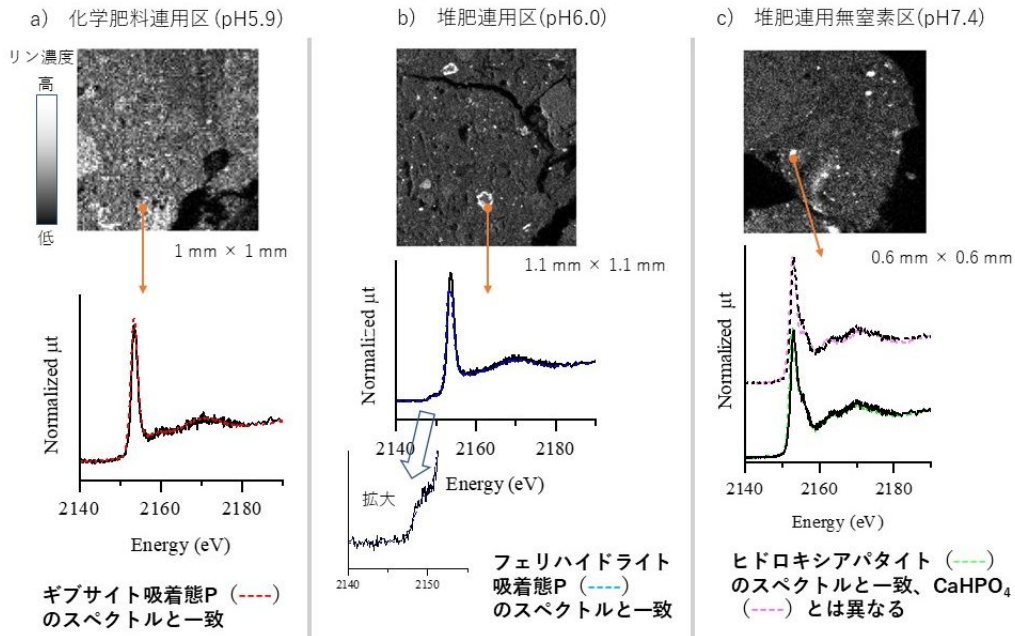 a) 化学肥料連用区(pH5.9)
リン濃度
高
低
1 mm × 1 mm
Normalized μt
2140 2160 2180
Energy (eV)
ギブサイト吸着態P (----)
のスペクトルと一致
b) 堆肥連用区(pH6.0)
1.1 mm × 1.1 mm
Normalized μt
2140 2160 2180
Energy (eV)
拡大
2140 2150
フェリハイドライト
吸着態P (----)
のスペクトルと一致
c) 堆肥連用無窒素区(pH7.4)
0.6 mm × 0.6 mm
Normalized μt
2140 2160 2180
Energy (eV)
ヒドロキシアパタイト (----)
のスペクトルと一致、CaHPO4
(----) とは異なる